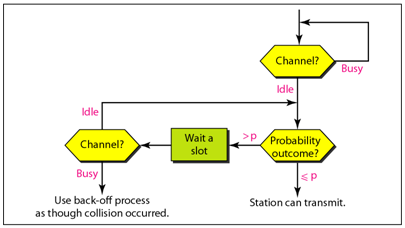 Channel?
Busy
Idle
Idle
Channel?
Wait a
slot
>p
Probability
outcome?
Busy
⩽ p
Use back-off process
as though collision occurred.
Station can transmit.